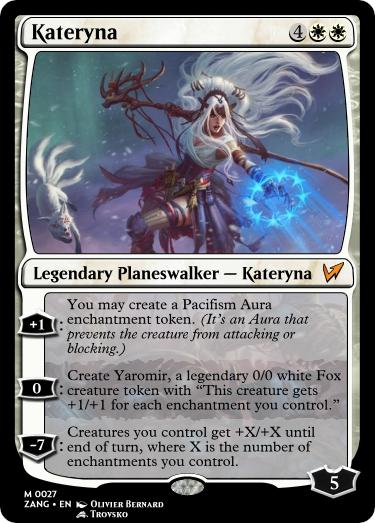 Kateryna 4
Legendary Planeswalker — Kateryna
+1: You may create a Pacifism Aura
enchantment token. (It's an Aura that
prevents the creature from attacking or
blocking.)
0: Create Yaromir, a legendary 0/0 white Fox
creature token with “This creature gets
+1/+1 for each enchantment you control.”
-7: Creatures you control get +X/+X until
end of turn, where X is the number of
enchantments you control.
5
M 0027
ZANG • EN Olivier Bernard
Trovsko